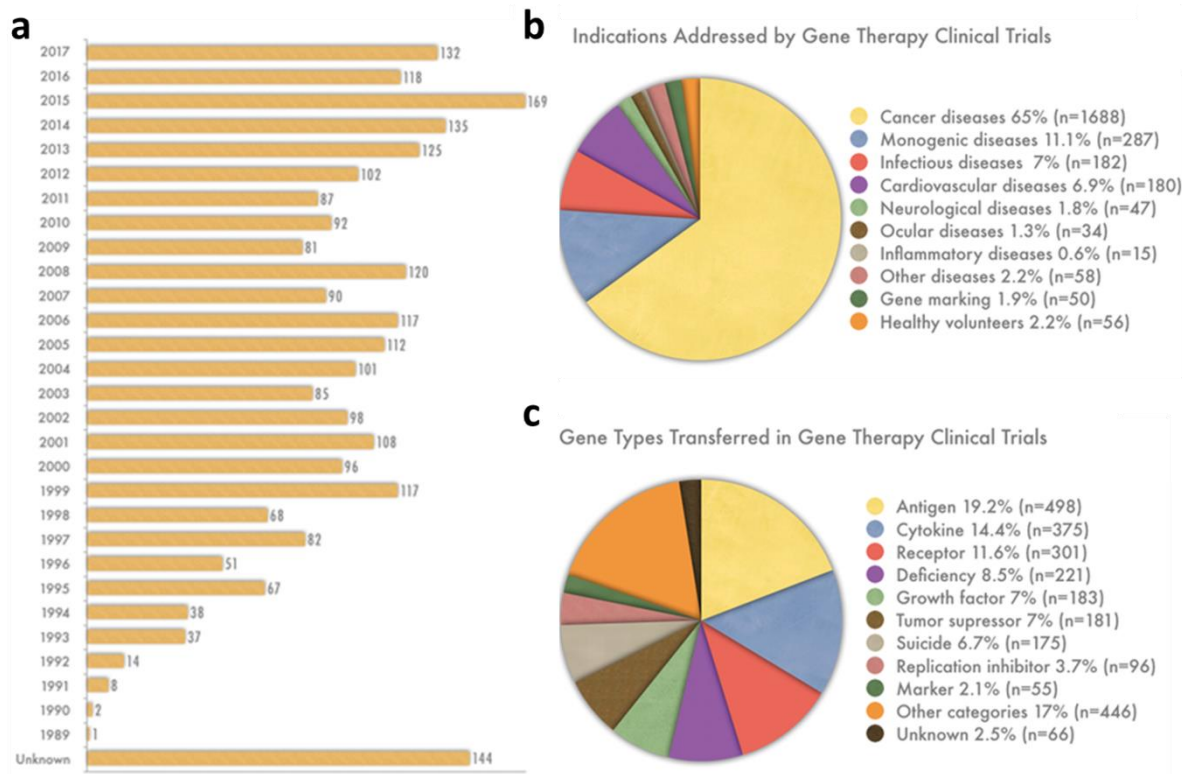 a
2017 132
2016 118
2015 169
2014 135
2013 125
2012 102
2011 87
2010 92
2009 81
2008 120
2007 90
2006 117
2005 112
2004 101
2003 85
2002 98
2001 108
2000 96
1999 117
1998 68
1997 82
1996 51
1995 67
1994 38
1993 37
1992 14
1991 8
1990 2
1989 1
Unknown 144
b
Indications Addressed by Gene Therapy Clinical Trials
Cancer diseases 65% (n=1688)
Monogenic diseases 11.1% (n=287)
Infectious diseases 7% (n=182)
Cardiovascular diseases 6.9% (n=180)
Neurological diseases 1.8% (n=47)
Ocular diseases 1.3% (n=34)
Inflammatory diseases 0.6% (n=15)
Other diseases 2.2% (n=58)
Gene marking 1.9% (n=50)
Healthy volunteers 2.2% (n=56)
c
Gene Types Transferred in Gene Therapy Clinical Trials
Antigen 19.2% (n=498)
Cytokine 14.4% (n=375)
Receptor 11.6% (n=301)
Deficiency 8.5% (n=221)
Growth factor 7% (n=183)
Tumor supressor 7% (n=181)
Suicide 6.7% (n=175)
Replication inhibitor 3.7% (n=96)
Marker 2.1% (n=55)
Other categories 17% (n=446)
Unknown 2.5% (n=66)